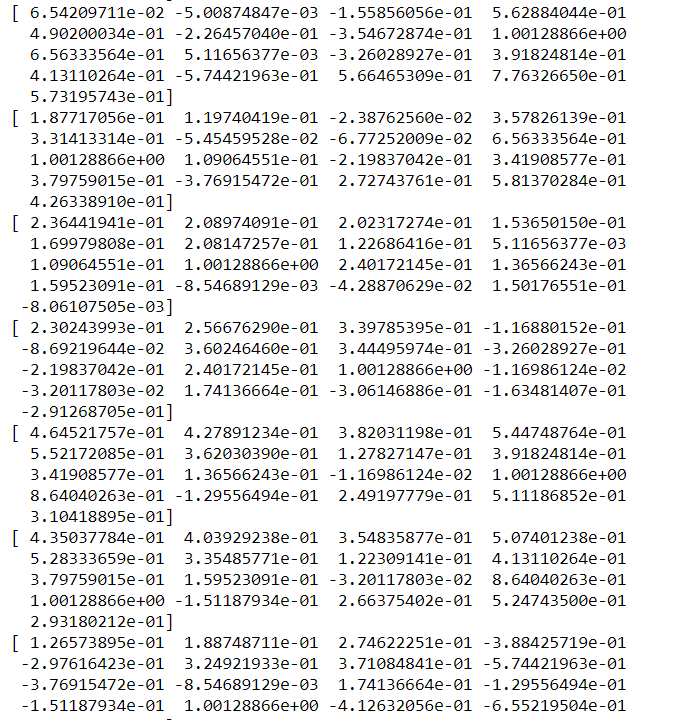 [ 6.54209711e-02 -5.00874847e-03 -1.55856056e-01 5.62884044e-01
4.90200034e-01 -2.26457040e-01 -3.54672874e-01 1.00128866e+00
6.56333564e-01 5.11656377e-03 -3.26028927e-01 3.91824814e-01
4.13110264e-01 -5.74421963e-01 5.66465309e-01 7.76326650e-01
5.73195743e-01]
[ 1.87717056e-01 1.19740419e-01 -2.38762560e-02 3.57826139e-01
3.31413314e-01 -5.45459528e-02 -6.77252009e-02 6.56333564e-01
1.00128866e+00 1.09064551e-01 -2.19837042e-01 3.41908577e-01
3.79759015e-01 -3.76915472e-01 2.72743761e-01 5.81370284e-01
4.26338910e-01]
[ 2.36441941e-01 2.08974091e-01 2.02317274e-01 1.53650150e-01
1.69979808e-01 2.08147257e-01 1.22686416e-01 5.11656377e-03
1.09064551e-01 1.00128866e+00 2.40172145e-01 1.36566243e-01
1.59523091e-01 -8.54689129e-03 -4.28870629e-02 1.50176551e-01
-8.06107505e-03]
[ 2.30243993e-01 2.56676290e-01 3.39785395e-01 -1.16880152e-01
-8.69219644e-02 3.60246460e-01 3.44495974e-01 -3.26028927e-01
-2.19837042e-01 2.40172145e-01 1.00128866e+00 -1.16986124e-02
-3.20117803e-02 1.74136664e-01 -3.06146886e-01 -1.63481407e-01
-2.91268705e-01]
[ 4.64521757e-01 4.27891234e-01 3.82031198e-01 5.44748764e-01
5.52172085e-01 3.62030390e-01 1.27827147e-01 3.91824814e-01
3.41908577e-01 1.36566243e-01 -1.16986124e-02 1.00128866e+00
8.64040263e-01 -1.29556494e-01 2.49197779e-01 5.11186852e-01
3.10418895e-01]
[ 4.35037784e-01 4.03929238e-01 3.54835877e-01 5.07401238e-01
5.28333659e-01 3.35485771e-01 1.22309141e-01 4.13110264e-01
3.79759015e-01 1.59523091e-01 -3.20117803e-02 8.64040263e-01
1.00128866e+00 -1.51187934e-01 2.66375402e-01 5.24743500e-01
2.93180212e-01]
[ 1.26573895e-01 1.88748711e-01 2.74622251e-01 -3.88425719e-01
-2.97616423e-01 3.24921933e-01 3.71084841e-01 -5.74421963e-01
-3.76915472e-01 -8.54689129e-03 1.74136664e-01 -1.29556494e-01
-1.51187934e-01 1.00128866e+00 -4.12632056e-01 -6.55219504e-01